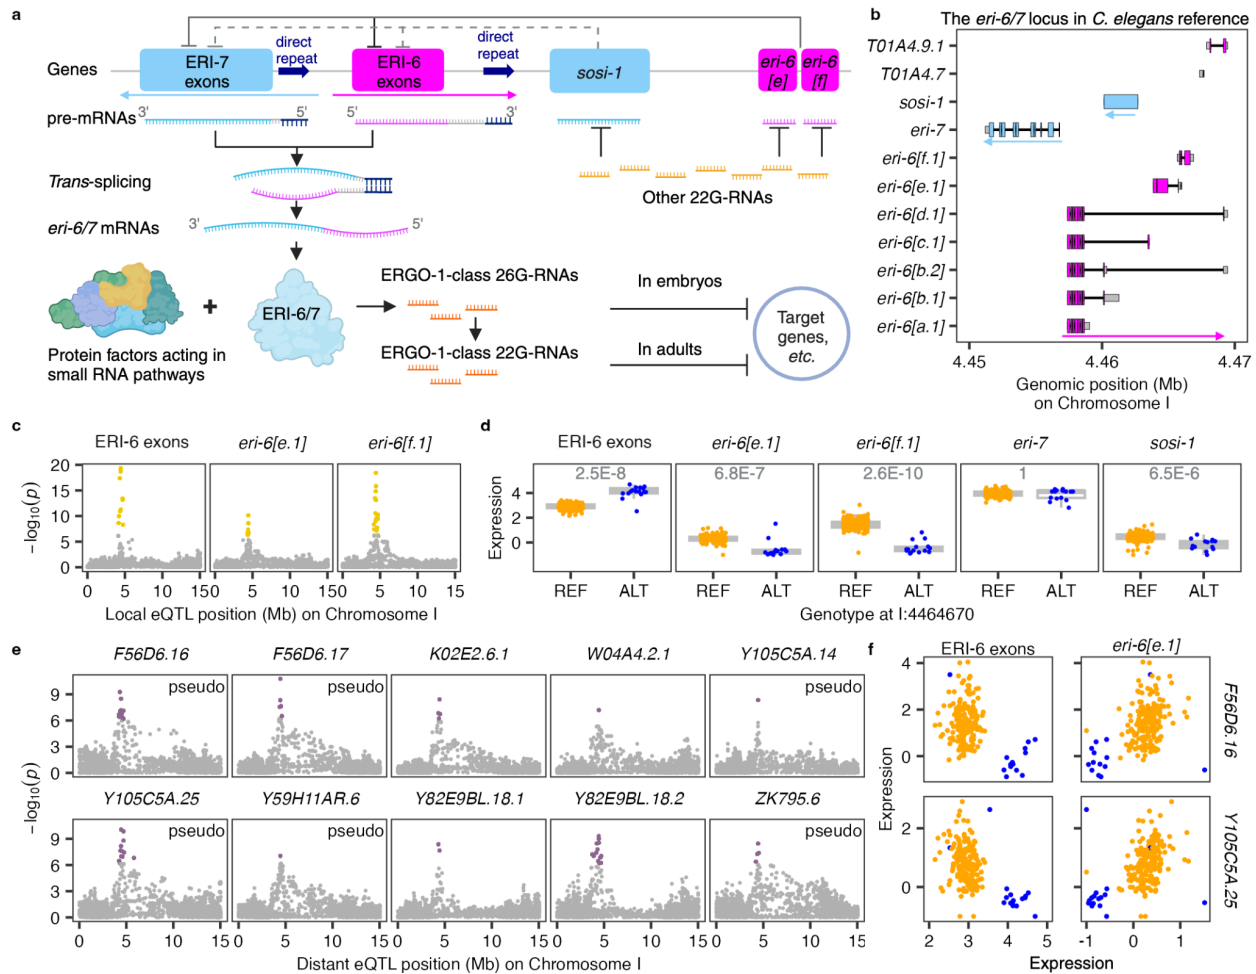 a
Genes
ERI-7
exons
direct
repeat
ERI-6
exons
direct
repeat
sosi-1
eri-6
[e]
eri-6
[f]
pre-mRNAs
3'
5'
5'
3'
Trans-splicing
Other 22G-RNAs
eri-6/7 mRNAs
3'
5'
ERI-6/7
ERGO-1-class 26G-RNAs
ERGO-1-class 22G-RNAs
In embryos
In adults
Target
genes,
etc.
Protein factors acting in
small RNA pathways
b
The eri-6/7 locus in C. elegans reference
T01A4.9.1
T01A4.7
sosi-1
eri-7
eri-6[f.1]
eri-6[e.1]
eri-6[d.1]
eri-6[c.1]
eri-6[b.2]
eri-6[b.1]
eri-6[a.1]
4.45
4.46
4.47
Genomic position (Mb)
on Chromosome I
c
ERI-6 exons
eri-6[e.1]
eri-6[f.1]
−log10(p)
20
15
10
5
0
0 5 10 15
0 5 10 15
0 5 10 15
Local eQTL position (Mb) on Chromosome I
d
ERI-6 exons
eri-6[e.1]
eri-6[f.1]
eri-7
sosi-1
2.5E-8
6.8E-7
2.6E-10
1
6.5E-6
Expression
4
2
0
REF ALT
REF ALT
REF ALT
REF ALT
REF ALT
Genotype at I:4464670
e
F56D6.16
F56D6.17
K02E2.6.1
W04A4.2.1
Y105C5A.14
pseudo
pseudo
pseudo
−log10(p)
9
6
3
0
Y105C5A.25
Y59H11AR.6
Y82E9BL.18.1
Y82E9BL.18.2
ZK795.6
pseudo
pseudo
pseudo
9
6
3
0
0 5 10 15
0 5 10 15
0 5 10 15
0 5 10 15
0 5 10 15
Distant eQTL position (Mb) on Chromosome I
f
ERI-6 exons
eri-6[e.1]
F56D6.16
4
2
0
Expression
Y105C5A.25
2
0
2 3 4 5
-1 0 1
Expression